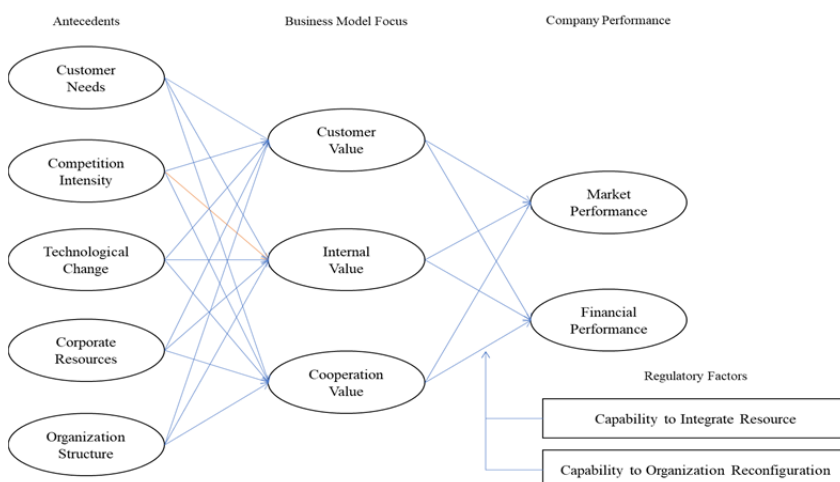 Antecedents
Business Model Focus
Company Performance
Customer
Needs
Competition
Intensity
Technological
Change
Corporate
Resources
Organization
Structure
Customer
Value
Internal
Value
Cooperation
Value
Market
Performance
Financial
Performance
Regulatory Factors
Capability to Integrate Resource
Capability to Organization Reconfiguration